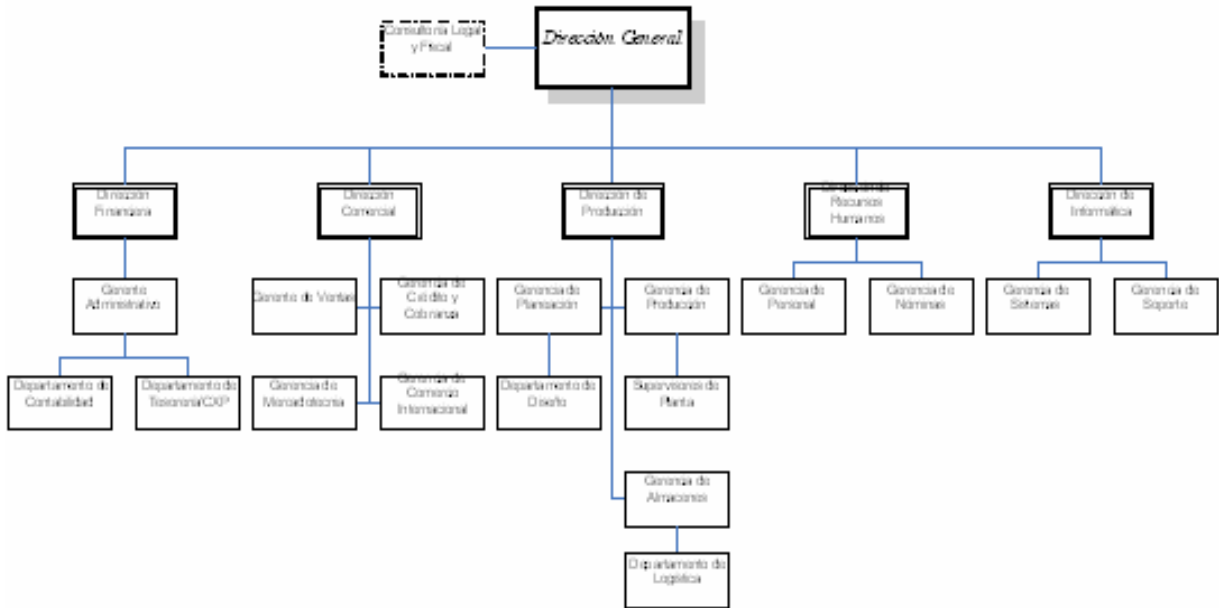 Consultoría Legal
y Fiscal
Dirección General
Dirección
Financiera
Dirección
Comercial
Dirección de
Producción
Dirección de
Recursos
Humanos
Dirección de
Informática
Gerente
Administrativo
Gerente de Ventas
Gerencia de
Crédito y
Cobranza
Gerencia de
Planeación
Gerencia de
Producción
Gerencia de
Personal
Gerencia de
Nóminas
Gerencia de
Sistemas
Gerencia de
Soporte
Departamento de
Contabilidad
Departamento de
Tesorería/CXP
Gerencia de
Mercadotecnia
Gerencia de
Comercio
Internacional
Departamento de
Diseño
Supervisores de
Planta
Gerencia de
Almacenes
Departamento de
Logística